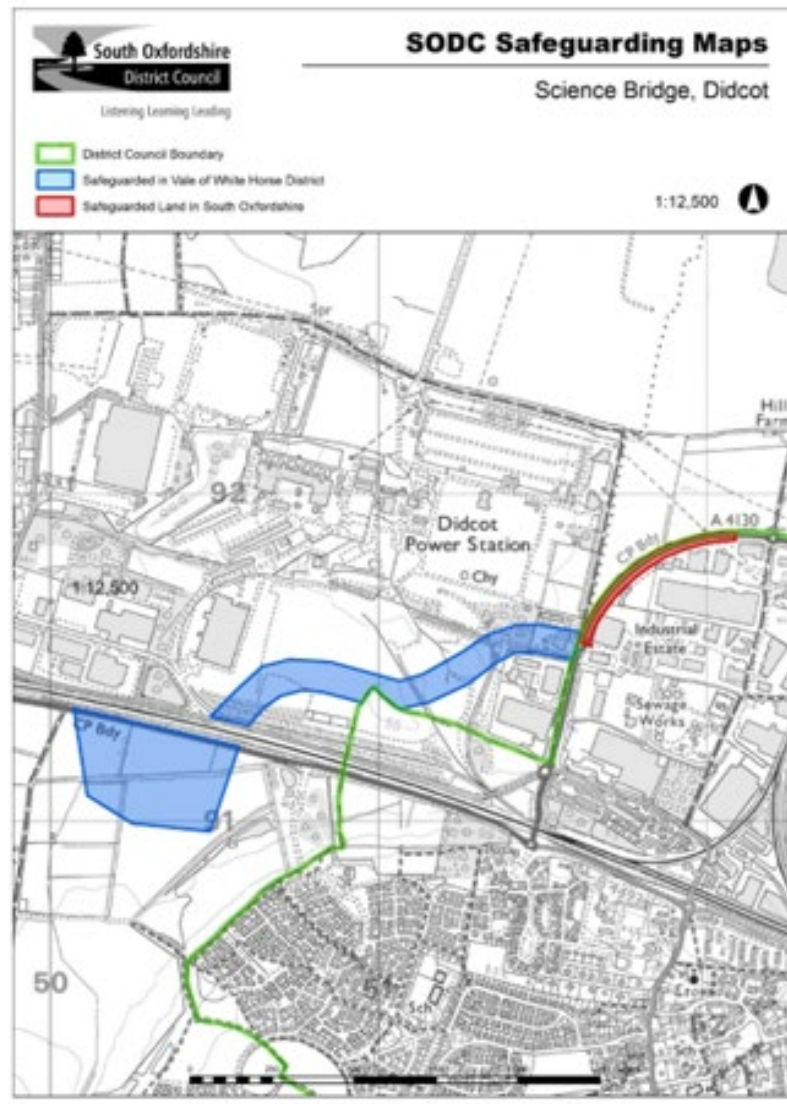 South Oxfordshire
District Council
Listening Learning Leading
SODC Safeguarding Maps
Science Bridge, Didcot
District Council Boundary
Safeguarded in Vale of White Horse District
Safeguarded Land in South Oxfordshire
1:12,500
Spr
Hill
Farm
92
Didcot
Power Station
A 4130
CP Bdy
Chy
1:12,500
Industrial
Estate
Sewage
Works
CP Bdy
91
50
51
Sch